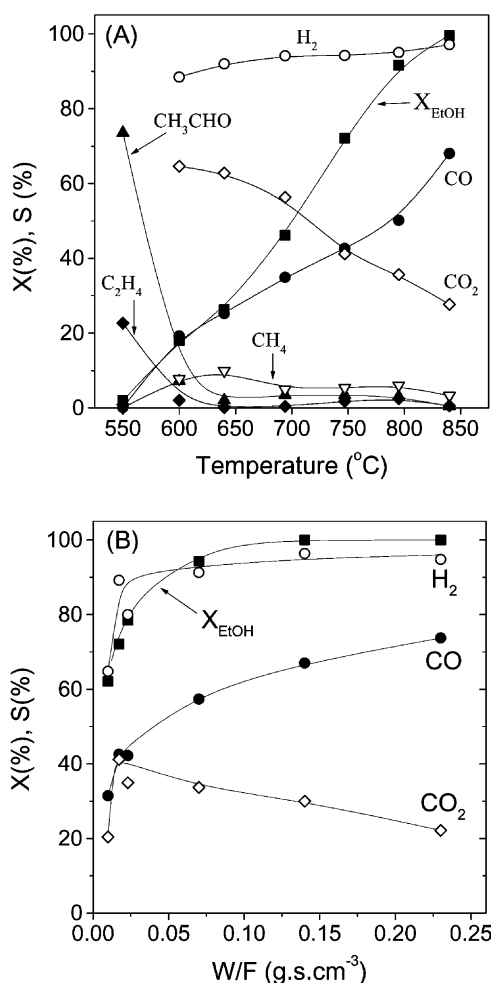 (A)
H2
CH3CHO
XEtOH
CO
C2H4
CH4
CO2
X(%), S (%)
100
80
60
40
20
0
550 600 650 700 750 800 850
Temperature (°C)
(B)
H2
XEtOH
CO
CO2
X(%), S(%)
100
80
60
40
20
0
0.00 0.05 0.10 0.15 0.20 0.25
W/F (g.s.cm-3)